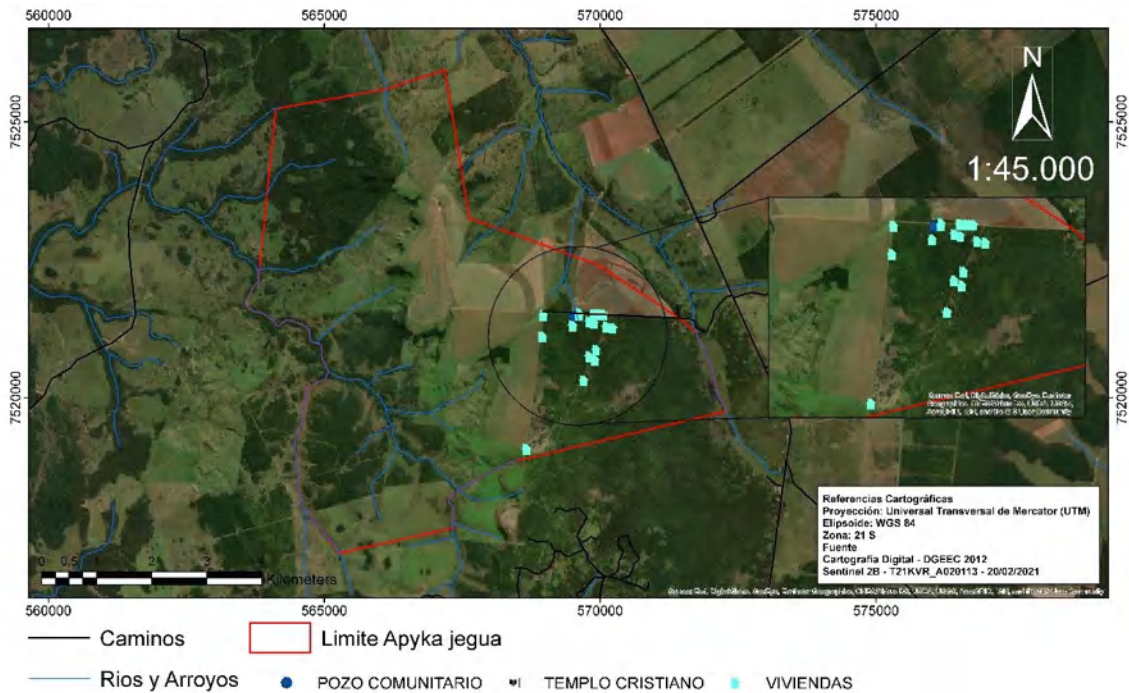 560000 565000 570000 575000
7525000 7525000
N
1:45.000
7520000 7520000
Referencias Cartográficas
Proyección: Universal Transversal de Mercator (UTM)
Elipsoide: WGS 84
Zona: 21 S
Fuente
Cartografia Digital - DGEEC 2012
Sentinel 2B - T21KVR_A020113 - 20/02/2021
0 0,5 1 2 3 4
Kilometers
560000 565000 570000 575000
Caminos Limite Apyka jegua
Rios y Arroyos POZO COMUNITARIO TEMPLO CRISTIANO VIVIENDAS